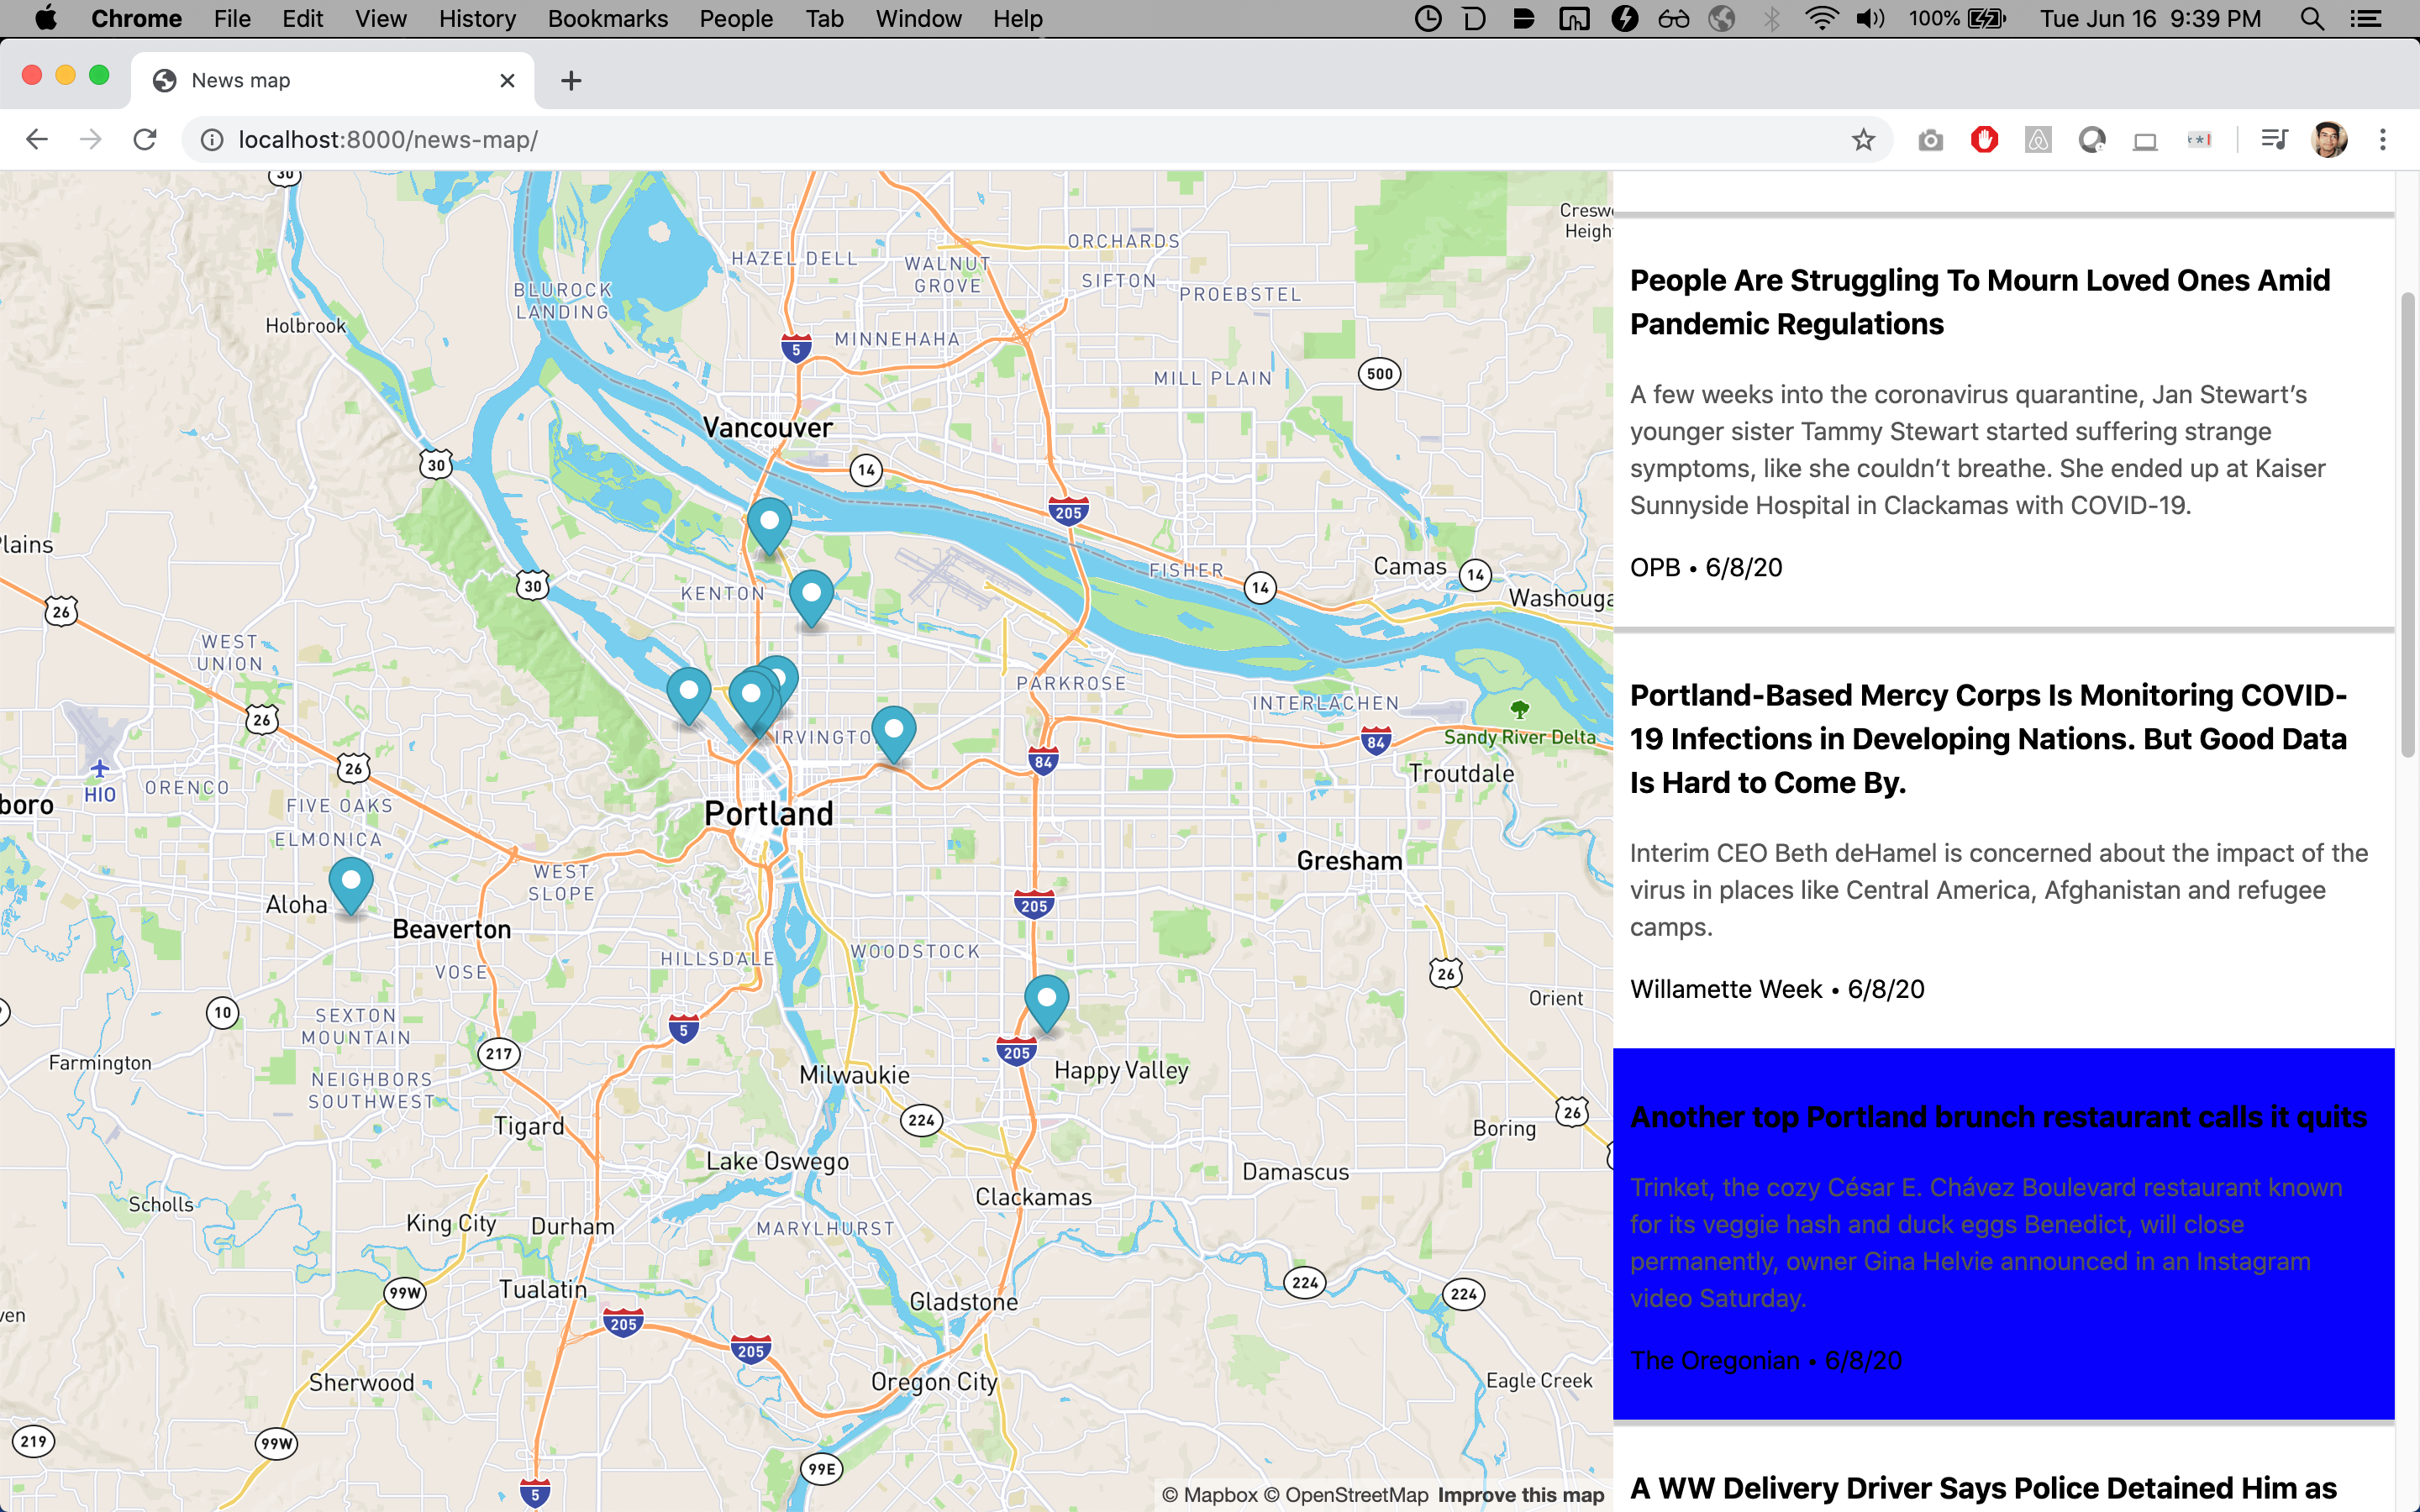 Chrome File Edit View History Bookmarks People Tab Window Help 100% Tue Jun 16 9:39 PM
News map
localhost:8000/news-map/
30
Creswe
Heigh
ORCHARDS
HAZEL DELL
WALNUT
GROVE
SIFTON
PROEBSTEL
BLUROCK
LANDING
Holbrook
5
MINNEHAHA
MILL PLAIN
500
Vancouver
30
14
205
lains
30
KENTON
FISHER
14
Camas
14
Washouga
26
WEST
UNION
PARKROSE
INTERLACHEN
26
IRVINGTO
84
84
Sandy River Delta
26
Troutdale
HIO
ORENCO
FIVE OAKS
boro
Portland
ELMONICA
WEST
SLOPE
Gresham
Aloha
205
Beaverton
HILLSDALE
WOODSTOCK
VOSE
26
Orient
10
SEXTON
MOUNTAIN
5
217
205
Farmington
Happy Valley
Milwaukie
NEIGHBORS
SOUTHWEST
Tigard
224
26
Boring
Lake Oswego
Damascus
Scholls
Clackamas
King City
Durham
MARYLHURST
Tualatin
99W
224
224
Gladstone
ven
205
205
Sherwood
Oregon City
Eagle Creek
219
99W
99E
5
© Mapbox © OpenStreetMap Improve this map
People Are Struggling To Mourn Loved Ones Amid
Pandemic Regulations
A few weeks into the coronavirus quarantine, Jan Stewart’s
younger sister Tammy Stewart started suffering strange
symptoms, like she couldn’t breathe. She ended up at Kaiser
Sunnyside Hospital in Clackamas with COVID-19.
OPB • 6/8/20
Portland-Based Mercy Corps Is Monitoring COVID-
19 Infections in Developing Nations. But Good Data
Is Hard to Come By.
Interim CEO Beth deHamel is concerned about the impact of the
virus in places like Central America, Afghanistan and refugee
camps.
Willamette Week • 6/8/20
Another top Portland brunch restaurant calls it quits
Trinket, the cozy César E. Chávez Boulevard restaurant known
for its veggie hash and duck eggs Benedict, will close
permanently, owner Gina Helvie announced in an Instagram
video Saturday.
The Oregonian • 6/8/20
A WW Delivery Driver Says Police Detained Him as